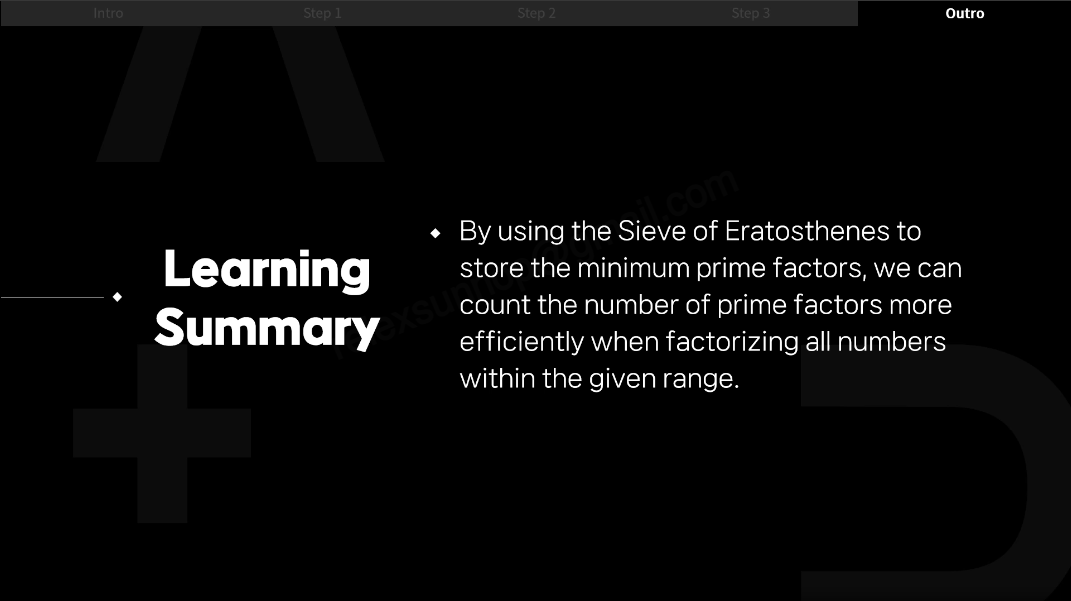 Intro
Step 1
Step 2
Step 3
Outro
Learning
Summary
By using the Sieve of Eratosthenes to
store the minimum prime factors, we can
count the number of prime factors more
efficiently when factorizing all numbers
within the given range.